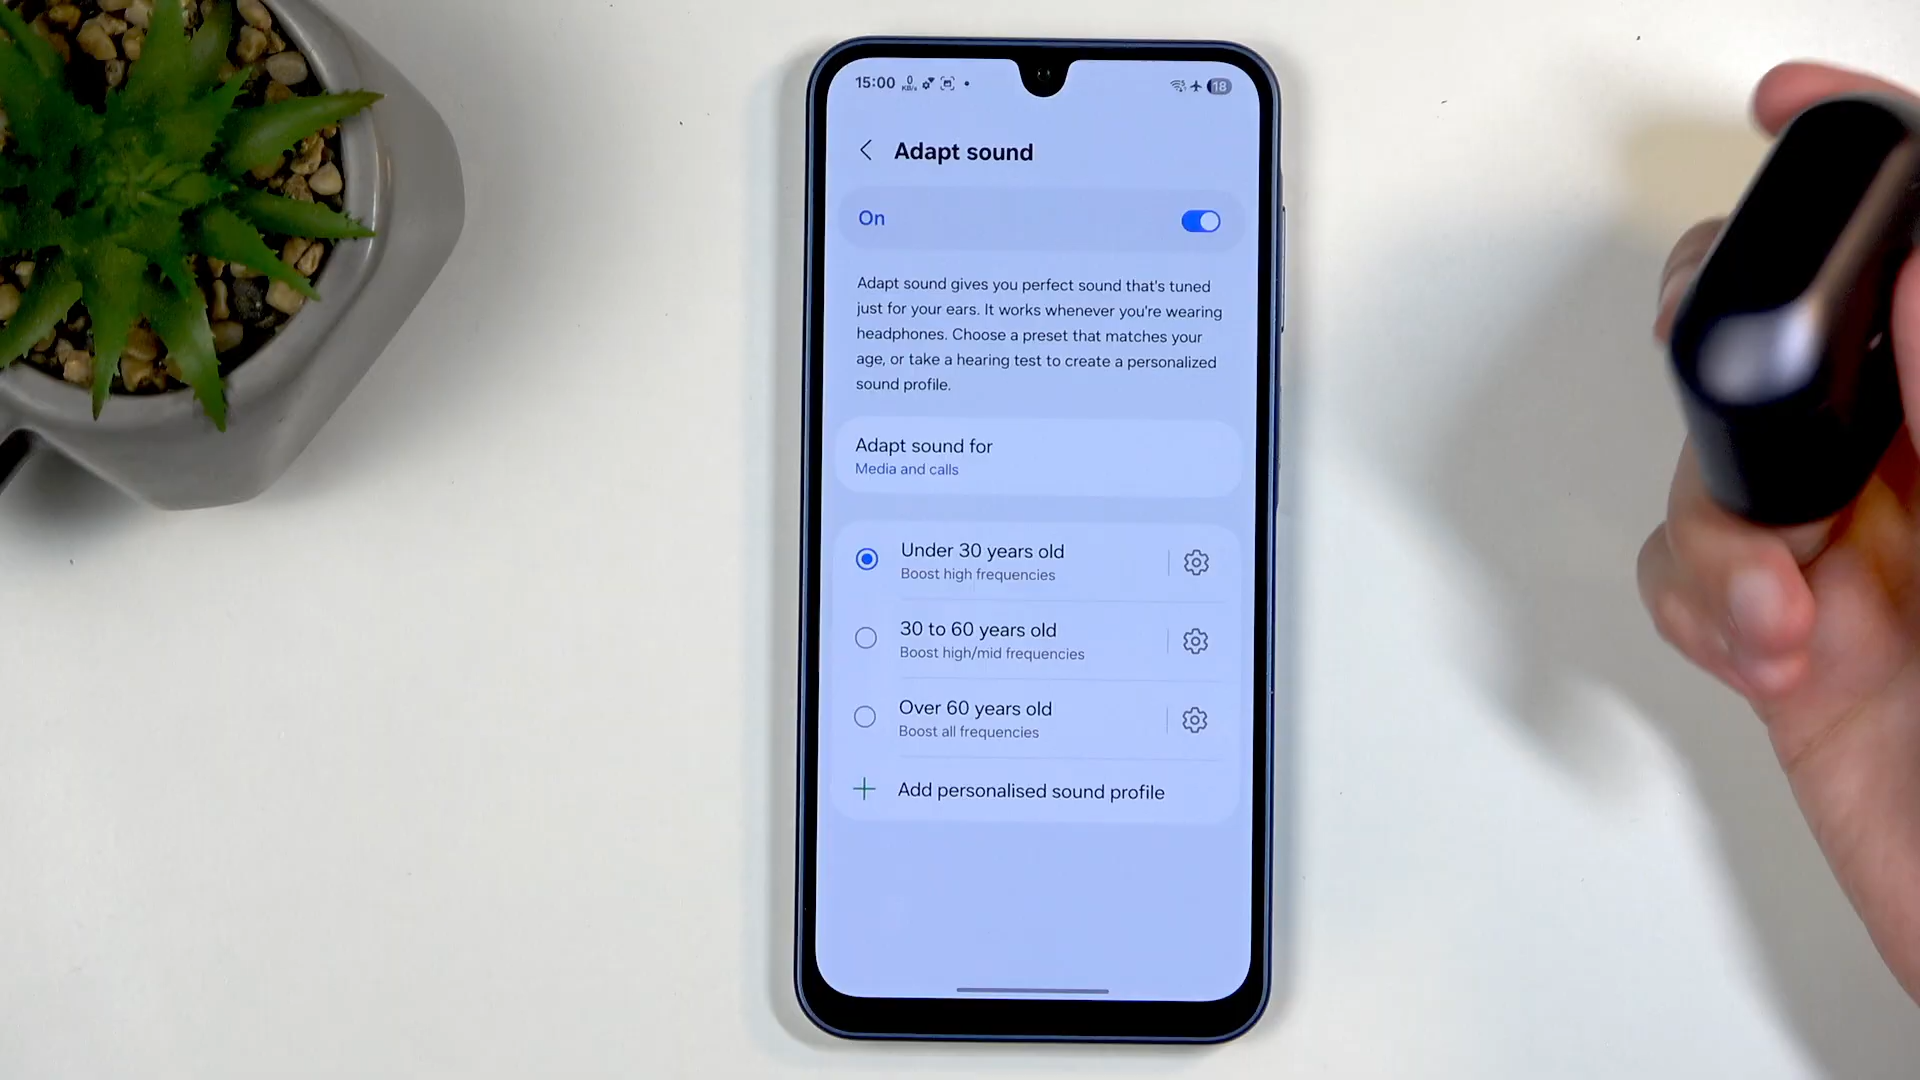 15:00
18
Adapt sound
On
Adapt sound gives you perfect sound that's tuned
just for your ears. It works whenever you're wearing
headphones. Choose a preset that matches your
age, or take a hearing test to create a personalized
sound profile.
Adapt sound for
Media and calls
Under 30 years old
Boost high frequencies
30 to 60 years old
Boost high/mid frequencies
Over 60 years old
Boost all frequencies
Add personalised sound profile